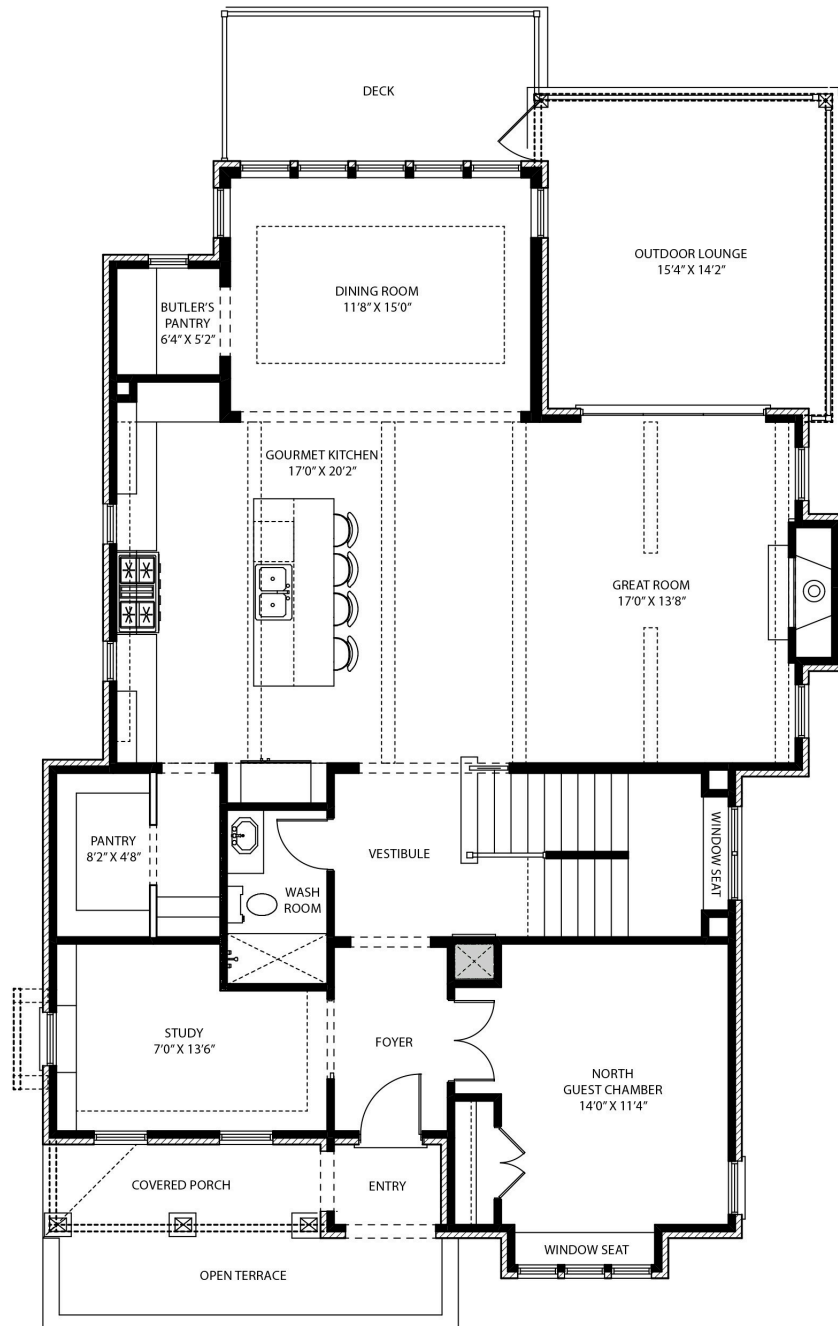 DECK
OUTDOOR LOUNGE
15'4" X 14'2"
DINING ROOM
11'8" X 15'0"
BUTLER'S
PANTRY
6'4" X 5'2"
GOURMET KITCHEN
17'0" X 20'2"
GREAT ROOM
17'0" X 13'8"
PANTRY
8'2" X 4'8"
WASH
ROOM
VESTIBULE
WINDOW SEAT
STUDY
7'0" X 13'6"
FOYER
NORTH
GUEST CHAMBER
14'0" X 11'4"
COVERED PORCH
ENTRY
WINDOW SEAT
OPEN TERRACE